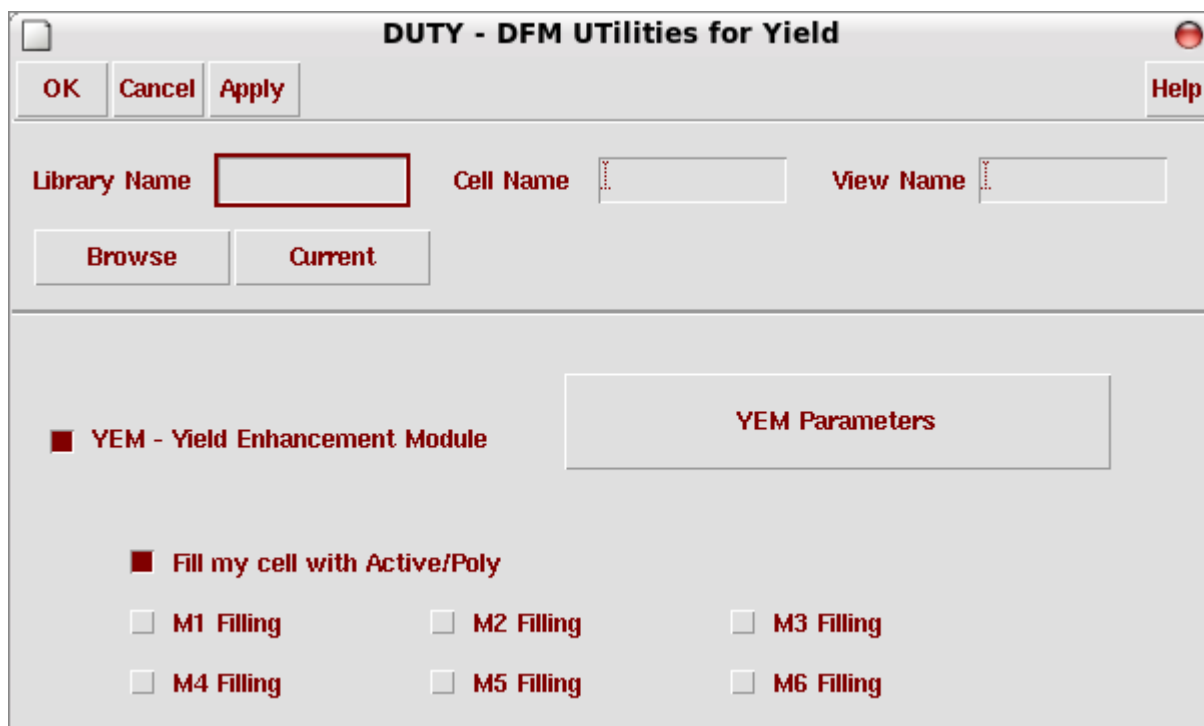 DUTY - DFM UTilities for Yield
OK Cancel Apply Help
Library Name Cell Name View Name
Browse Current
YEM - Yield Enhancement Module YEM Parameters
Fill my cell with Active/Poly
M1 Filling M2 Filling M3 Filling
M4 Filling M5 Filling M6 Filling